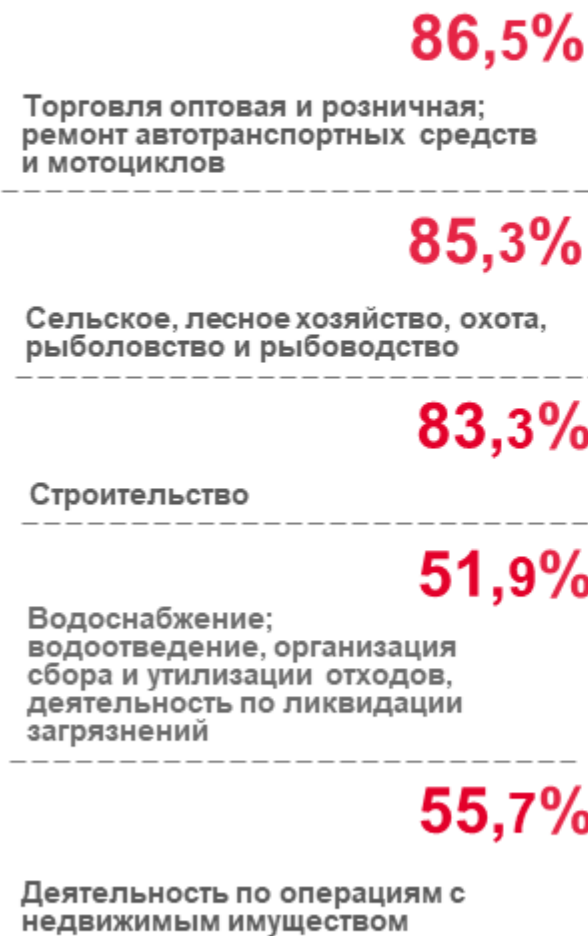 86,5%
Торговля оптовая и розничная;
ремонт автотранспортных средств
и мотоциклов
85,3%
Сельское, лесное хозяйство, охота,
рыболовство и рыбоводство
83,3%
Строительство
51,9%
Водоснабжение;
водоотведение, организация
сбора и утилизации отходов,
деятельность по ликвидации
загрязнений
55,7%
Деятельность по операциям с
недвижимым имуществом